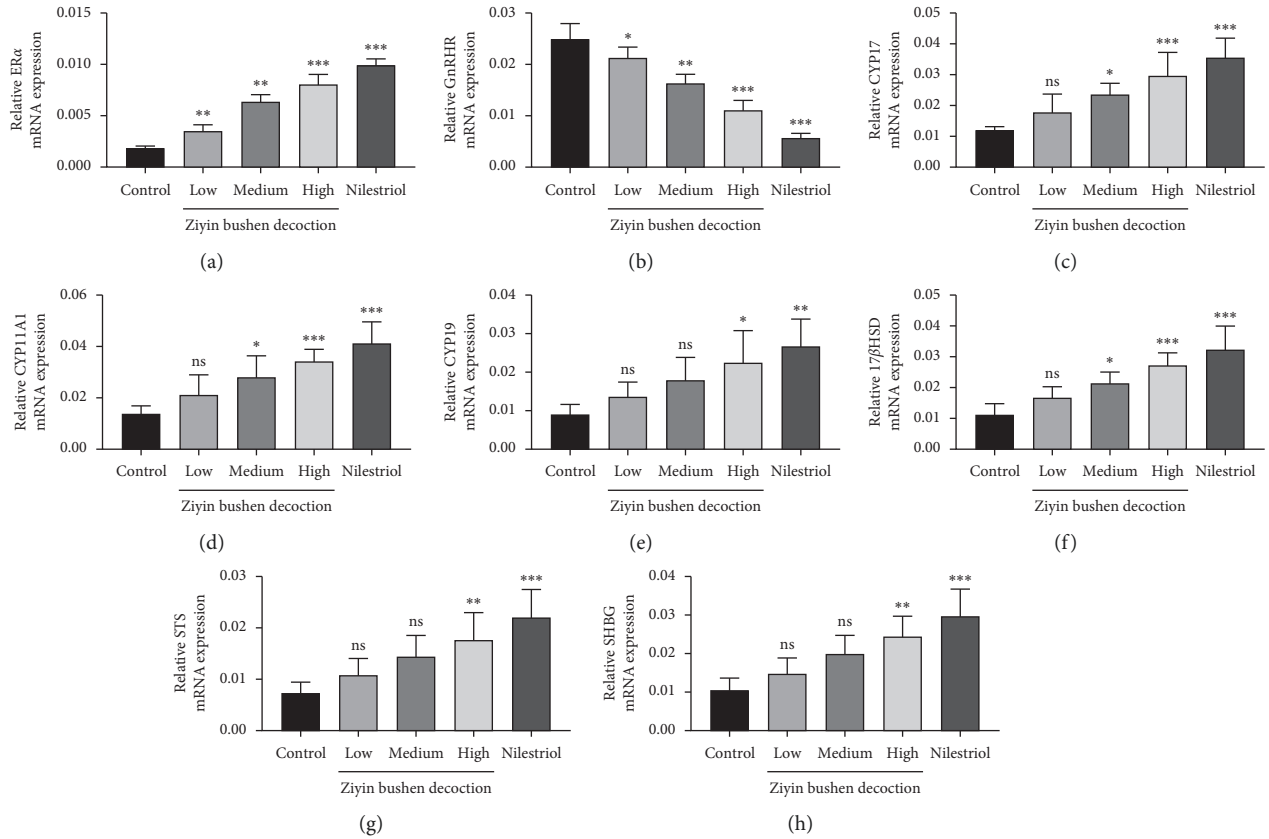 Relative ERα
mRNA expression
0.015
0.010
0.005
0.000
**
**
***
***
Control Low Medium High Nilestriol
Ziyin bushen decoction
(a)
Relative GnRHR
mRNA expression
0.03
0.02
0.01
0.00
*
**
***
***
Control Low Medium High Nilestriol
Ziyin bushen decoction
(b)
Relative CYP17
mRNA expression
0.05
0.04
0.03
0.02
0.01
0.00
ns
*
***
***
Control Low Medium High Nilestriol
Ziyin bushen decoction
(c)
Relative CYP11A1
mRNA expression
0.06
0.04
0.02
0.00
ns
*
***
***
Control Low Medium High Nilestriol
Ziyin bushen decoction
(d)
Relative CYP19
mRNA expression
0.04
0.03
0.02
0.01
0.00
ns
ns
*
**
Control Low Medium High Nilestriol
Ziyin bushen decoction
(e)
Relative 17βHSD
mRNA expression
0.05
0.04
0.03
0.02
0.01
0.00
ns
*
***
***
Control Low Medium High Nilestriol
Ziyin bushen decoction
(f)
Relative STS
mRNA expression
0.03
0.02
0.01
0.00
ns
ns
**
***
Control Low Medium High Nilestriol
Ziyin bushen decoction
(g)
Relative SHBG
mRNA expression
0.04
0.03
0.02
0.01
0.00
ns
ns
**
***
Control Low Medium High Nilestriol
Ziyin bushen decoction
(h)